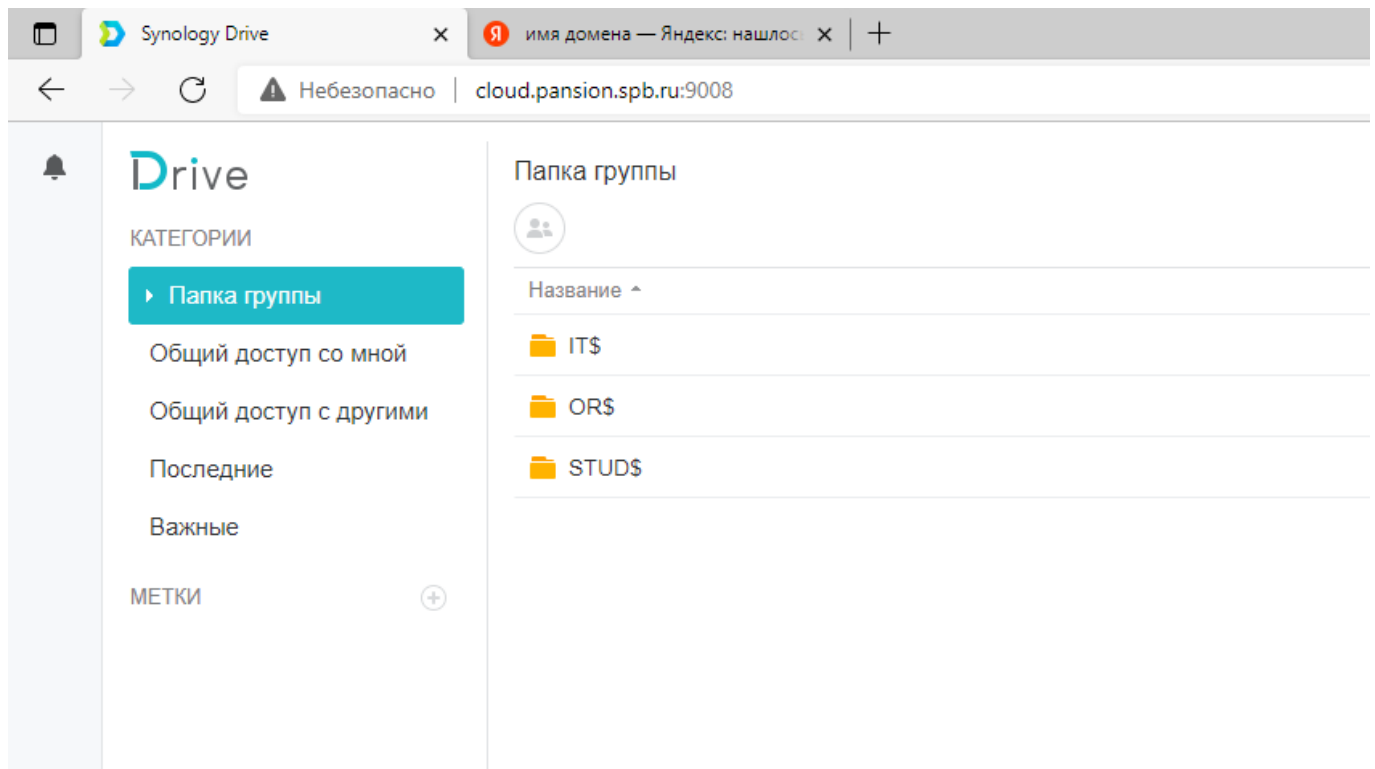 Synology Drive
имя домена — Яндекс: нашлос
Небезопасно
cloud.pansion.spb.ru:9008
Drive
КАТЕГОРИИ
Папка группы
Общий доступ со мной
Общий доступ с другими
Последние
Важные
МЕТКИ
Папка группы
Название
IT$
OR$
STUD$